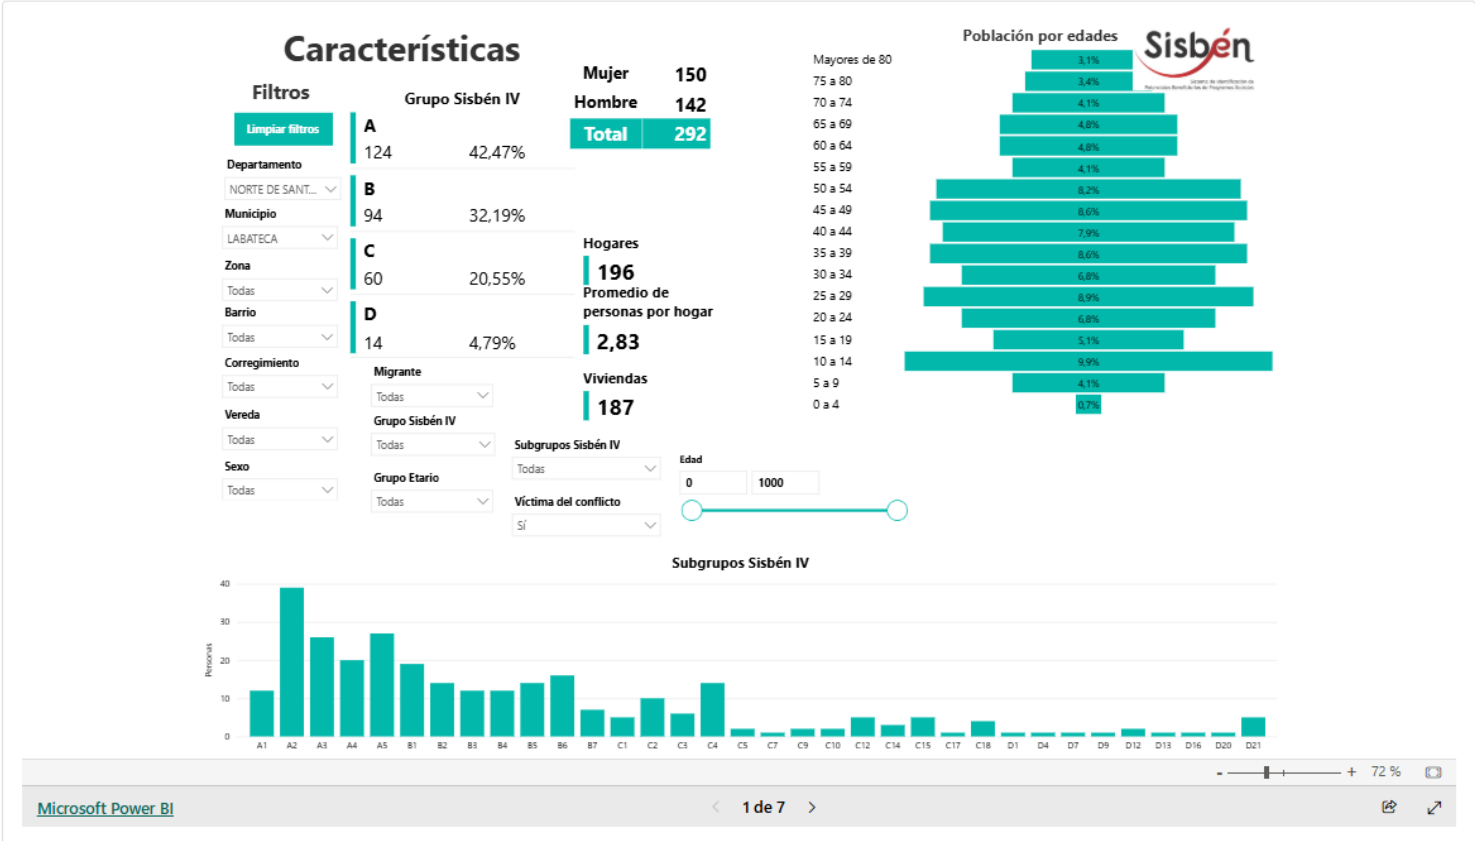 Características
Filtros
Limpiar filtros
Departamento
NORTE DE SANT...
Municipio
LABATECA
Zona
Todas
Barrio
Todas
Corregimiento
Todas
Vereda
Todas
Sexo
Todas
Grupo Sisbén IV
A
124 42,47%
B
94 32,19%
C
60 20,55%
D
14 4,79%
Migrante
Todas
Grupo Sisbén IV
Todas
Grupo Etario
Todas
Mujer 150
Hombre 142
Total 292
Hogares
196
Promedio de
personas por hogar
2,83
Viviendas
187
Subgrupos Sisbén IV
Todas
Víctima del conflicto
Sí
Edad
0 1000
Población por edades
Sisbén
Sistema de Identificación de
Potenciales Beneficiarios de Programas Sociales
Mayores de 80 3,1%
75 a 80 3,4%
70 a 74 4,1%
65 a 69 4,8%
60 a 64 4,8%
55 a 59 4,1%
50 a 54 8,2%
45 a 49 8,6%
40 a 44 7,9%
35 a 39 8,6%
30 a 34 6,8%
25 a 29 8,9%
20 a 24 6,8%
15 a 19 5,1%
10 a 14 9,9%
5 a 9 4,1%
0 a 4 0,7%
Subgrupos Sisbén IV
Personas
40
30
20
10
0
A1 A2 A3 A4 A5 B1 B2 B3 B4 B5 B6 B7 C1 C2 C3 C4 C5 C7 C9 C10 C12 C14 C15 C17 C18 D1 D4 D7 D9 D12 D13 D16 D20 D21
- + 72 %
Microsoft Power BI
1 de 7